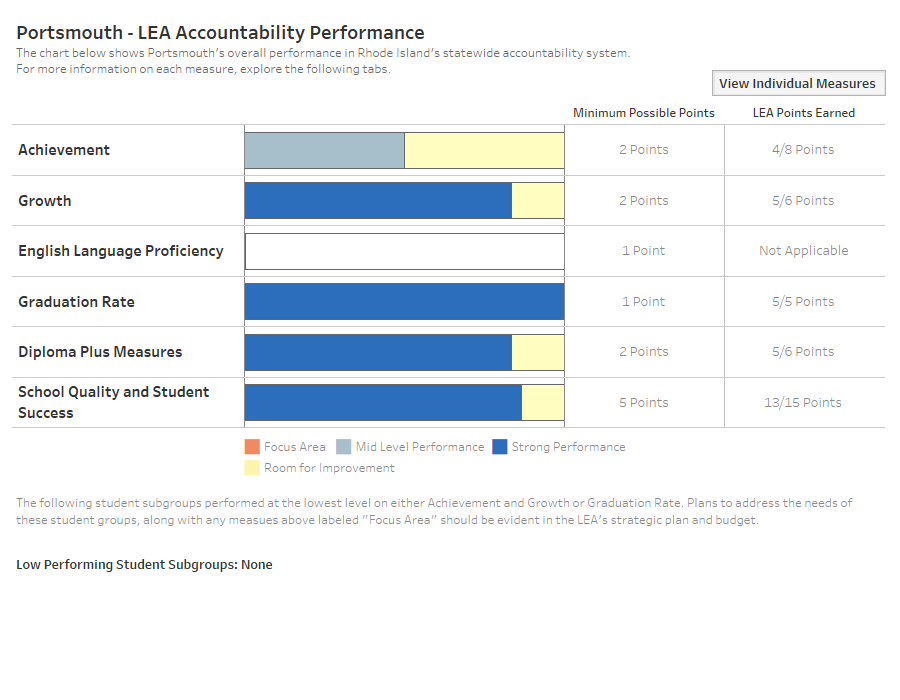 Portsmouth - LEA Accountability Performance
The chart below shows Portsmouth's overall performance in Rhode Island's statewide accountability system.
For more information on each measure, explore the following tabs.
View Individual Measures
Minimum Possible Points LEA Points Earned
Achievement 2 Points 4/8 Points
Growth 2 Points 5/6 Points
English Language Proficiency 1 Point Not Applicable
Graduation Rate 1 Point 5/5 Points
Diploma Plus Measures 2 Points 5/6 Points
School Quality and Student
Success 5 Points 13/15 Points
Focus Area Mid Level Performance Strong Performance
Room for Improvement
The following student subgroups performed at the lowest level on either Achievement and Growth or Graduation Rate. Plans to address the needs of
these student groups, along with any measues above labeled "Focus Area" should be evident in the LEA's strategic plan and budget.
Low Performing Student Subgroups: None